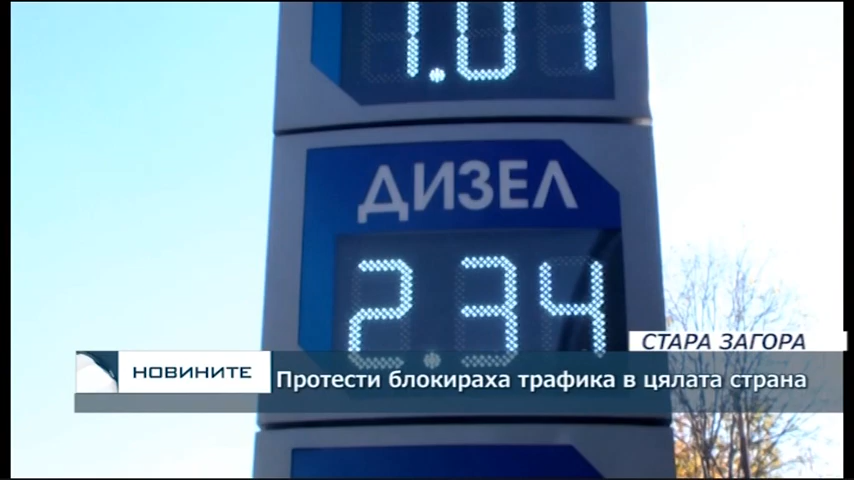 1.01
ДИЗЕЛ
2.34
СТАРА ЗАГОРА
НОВИНИТЕ
Протести блокираха трафика в цялата страна